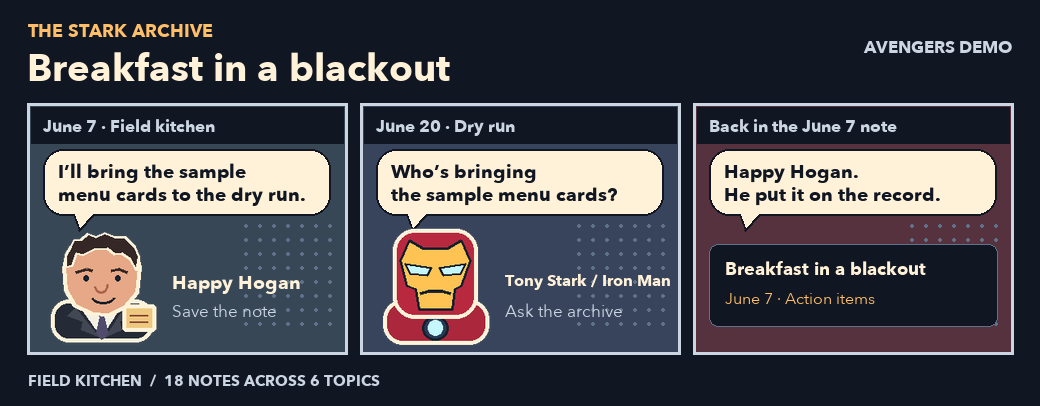 THE STARK ARCHIVE
Breakfast in a blackout
AVENGERS DEMO
June 7 · Field kitchen
I’ll bring the sample
menu cards to the dry run.
Happy Hogan
Save the note
June 20 · Dry run
Who’s bringing
the sample menu cards?
Tony Stark / Iron Man
Ask the archive
Back in the June 7 note
Happy Hogan.
He put it on the record.
Breakfast in a blackout
June 7 · Action items
FIELD KITCHEN / 18 NOTES ACROSS 6 TOPICS